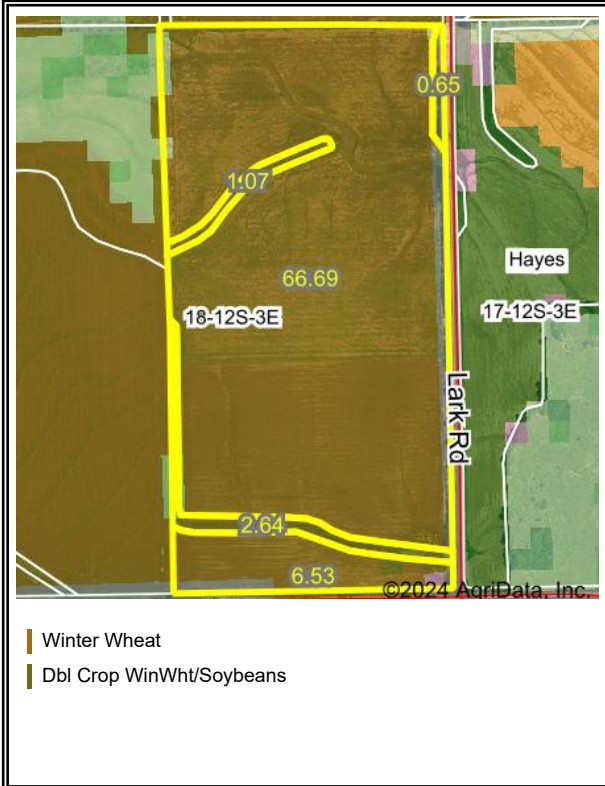 0.65
1.07
Hayes
66.69
18-12S-3E
17-12S-3E
Lark Rd
2.64
6.53
©2024 AgriData, Inc.
Winter Wheat
Dbl Crop WinWht/Soybeans